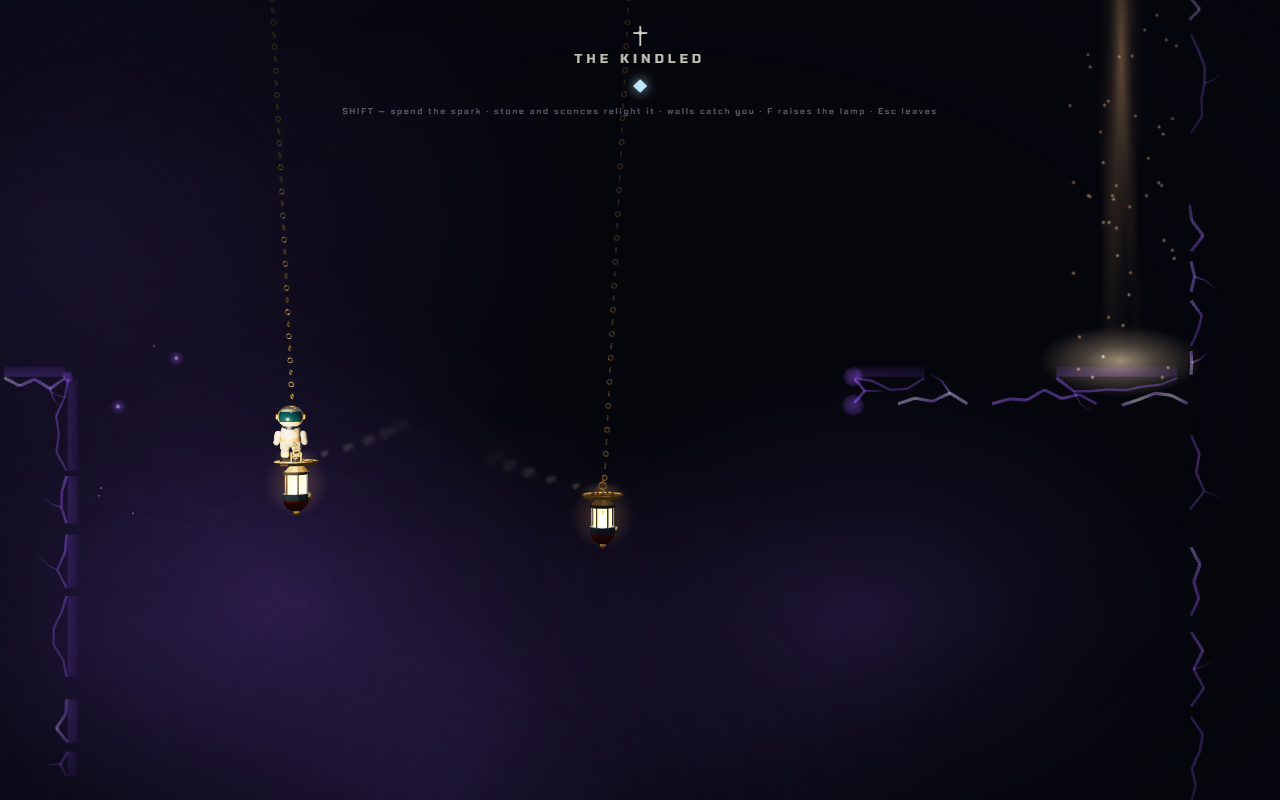 THE KINDLED
SHIFT — spend the spark · stone and sconces relight it · walls catch you · F raises the lamp · Esc leaves